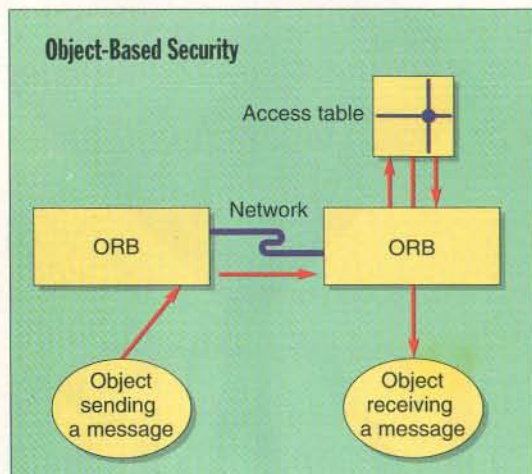 Object-Based Security
Access table
Network
ORB
ORB
Object
sending
a message
Object
receiving
a message